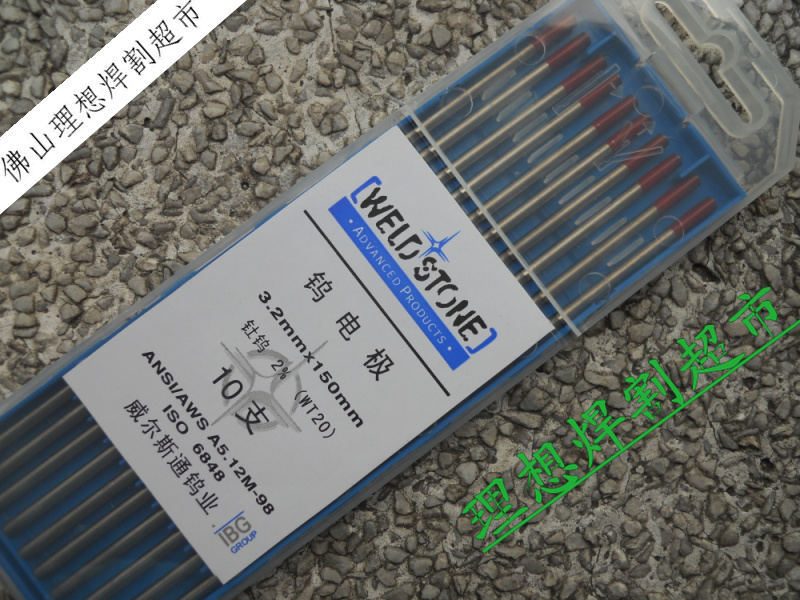 佛山理想焊割超市
WELD STONE
· ADVANCED PRODUCTS ·
钨电极
3.2mm×150mm
钍钨 2% (WT20)
10支
ANSI/AWS A5.12M-98
ISO 6848
威尔斯通钨业
IBG
GROUP
理想焊割超市